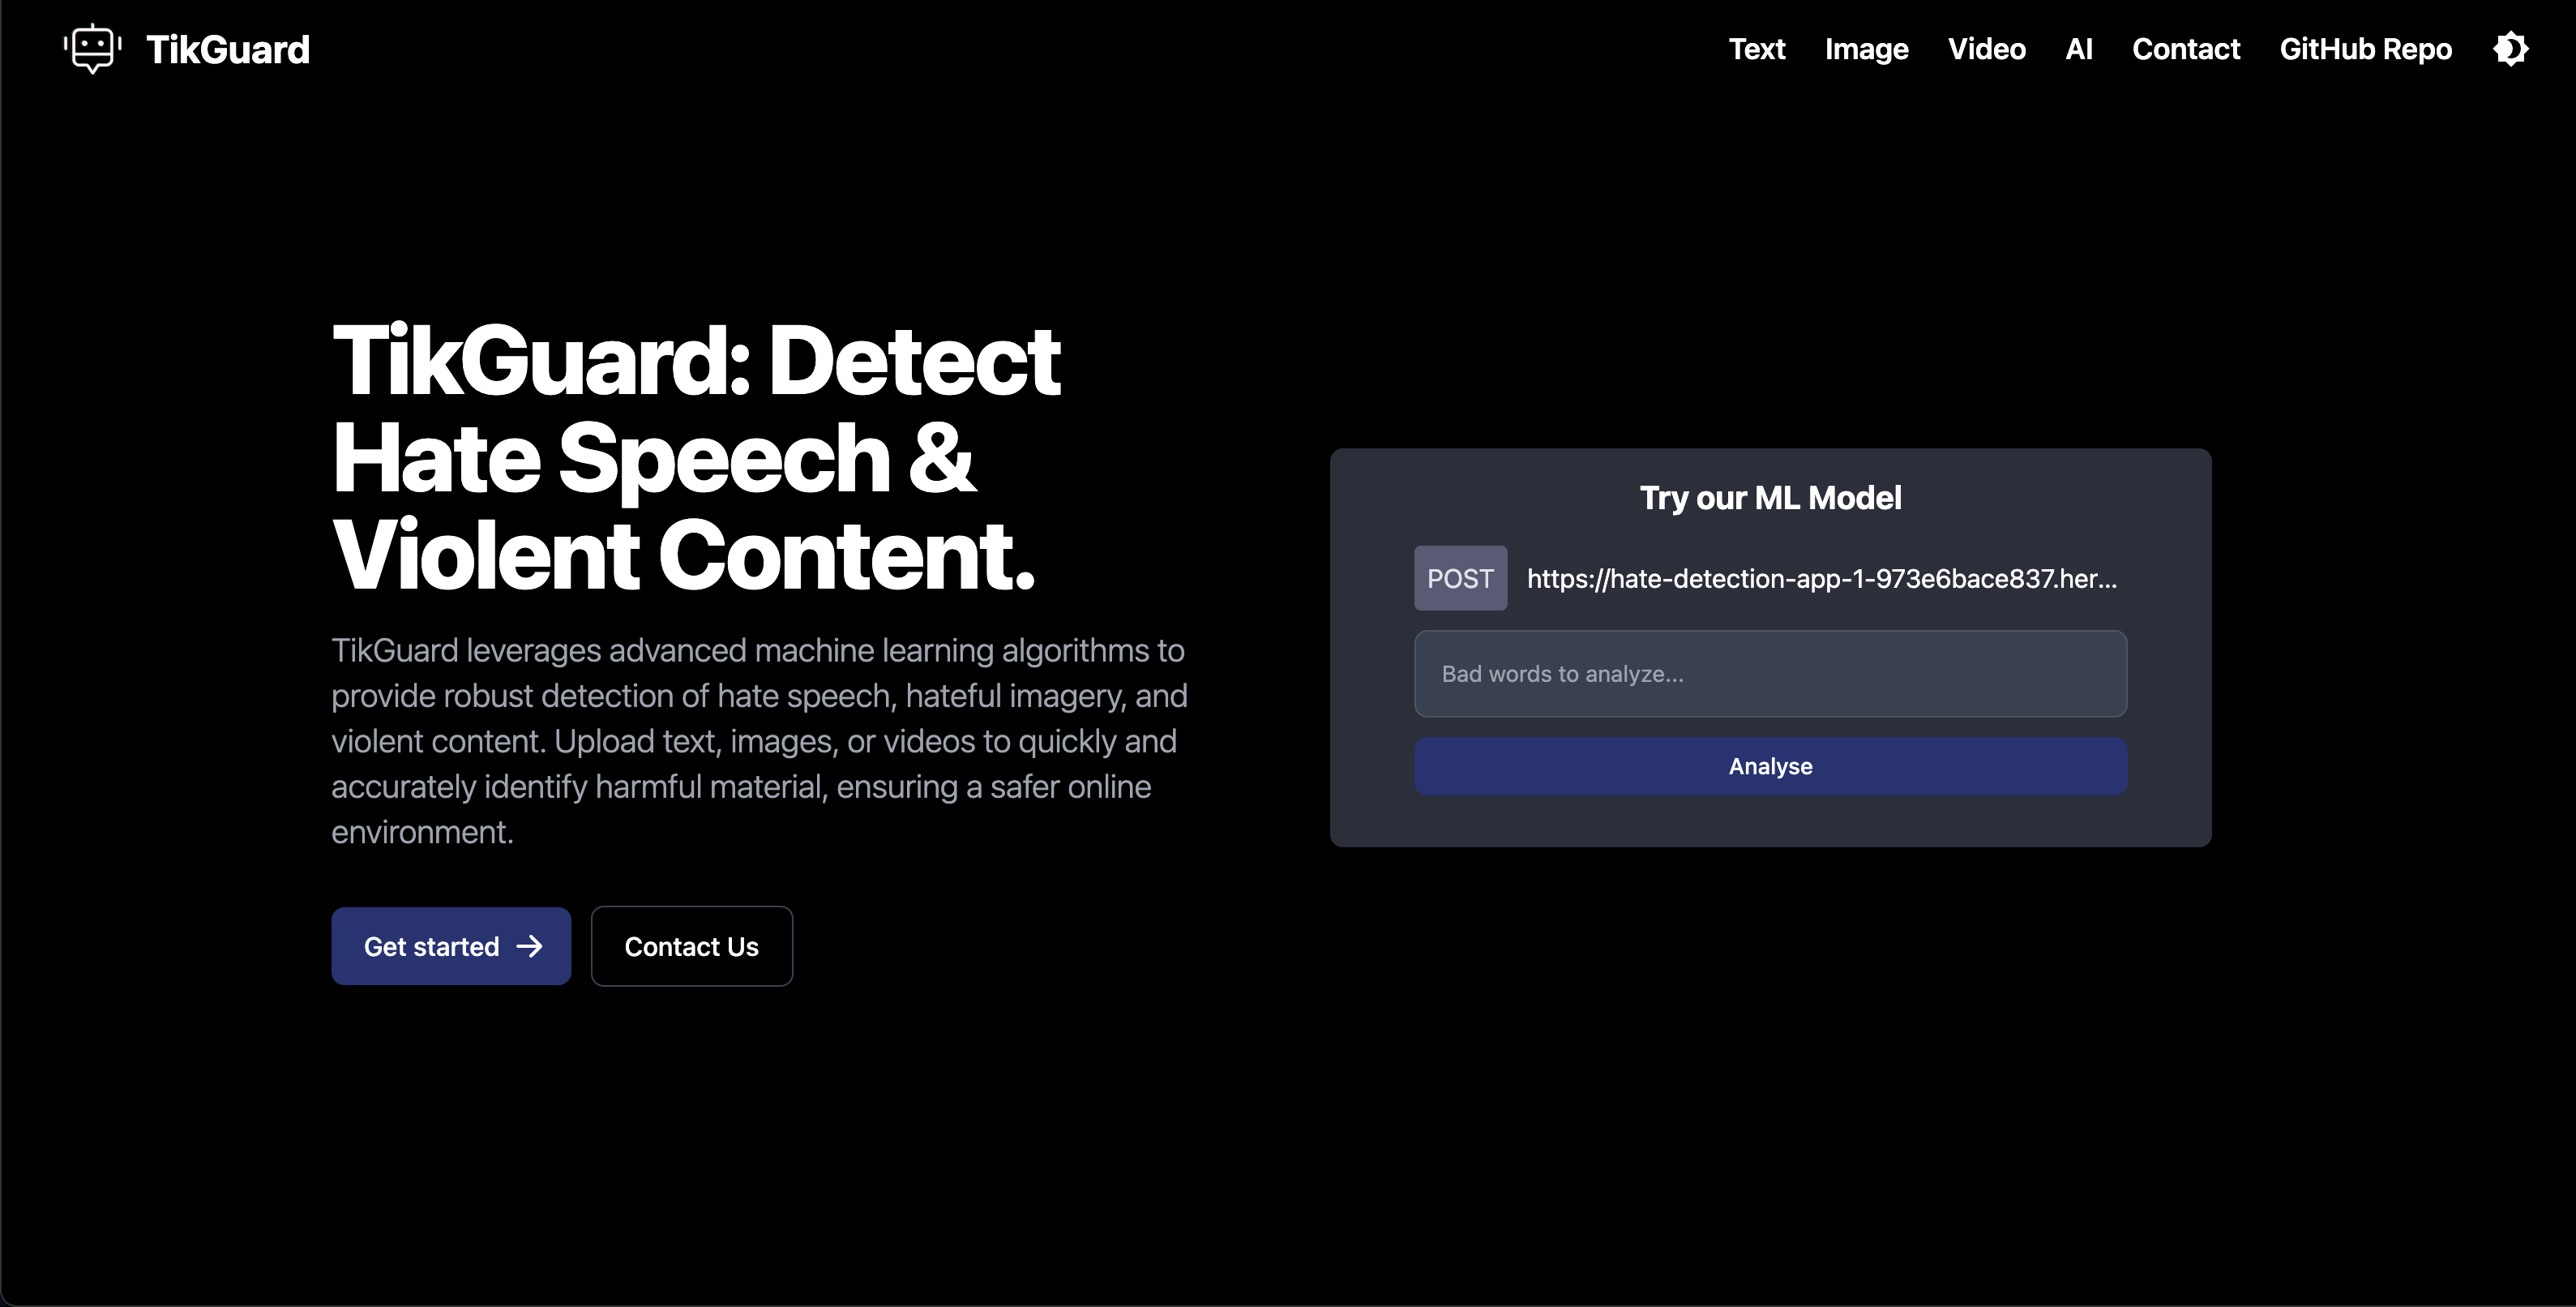 TikGuard
Text Image Video AI Contact GitHub Repo
TikGuard: Detect
Hate Speech &
Violent Content.
TikGuard leverages advanced machine learning algorithms to
provide robust detection of hate speech, hateful imagery, and
violent content. Upload text, images, or videos to quickly and
accurately identify harmful material, ensuring a safer online
environment.
Get started
Contact Us
Try our ML Model
POST https://hate-detection-app-1-973e6bace837.her...
Bad words to analyze...
Analyse